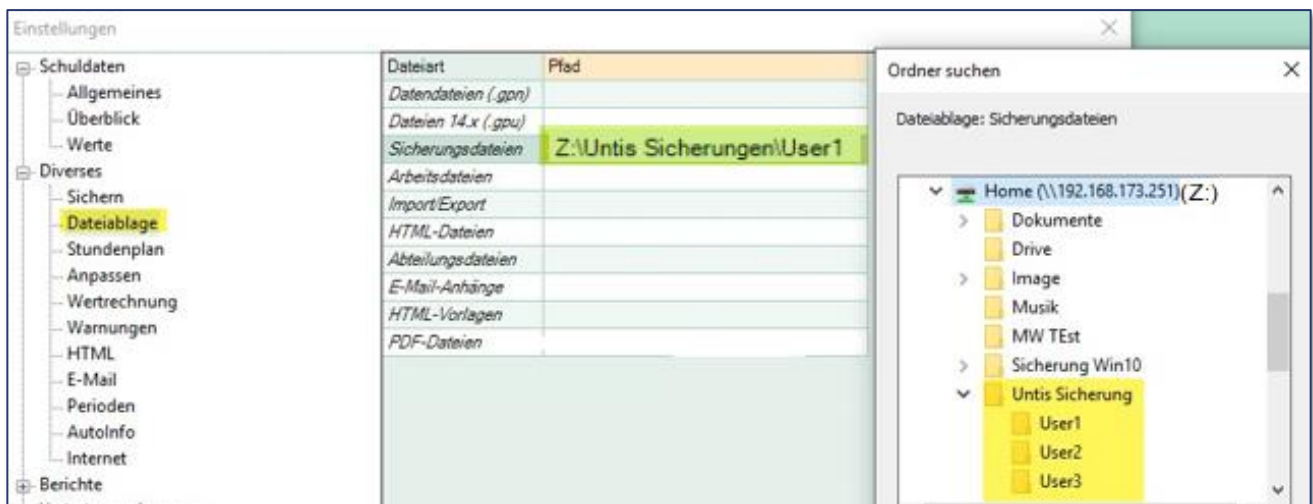 Einstellungen
Schuldaten
Allgemeines
Überblick
Werte
Diverses
Sichern
Dateiablage
Stundenplan
Anpassen
Wertrechnung
Warnungen
HTML
E-Mail
Perioden
AutoInfo
Internet
Berichte
Dateiart Pfad
Datendateien (.gpn)
Dateien 14.x (.gpu)
Sicherungsdateien Z:\Untis Sicherungen\User1
Arbeitsdateien
Import/Export
HTML-Dateien
Abteilungsdateien
E-Mail-Anhänge
HTML-Vorlagen
PDF-Dateien
Ordner suchen
Dateiablage: Sicherungsdateien
Home (\\192.168.173.251)(Z:)
Dokumente
Drive
Image
Musik
MW TEst
Sicherung Win10
Untis Sicherung
User1
User2
User3